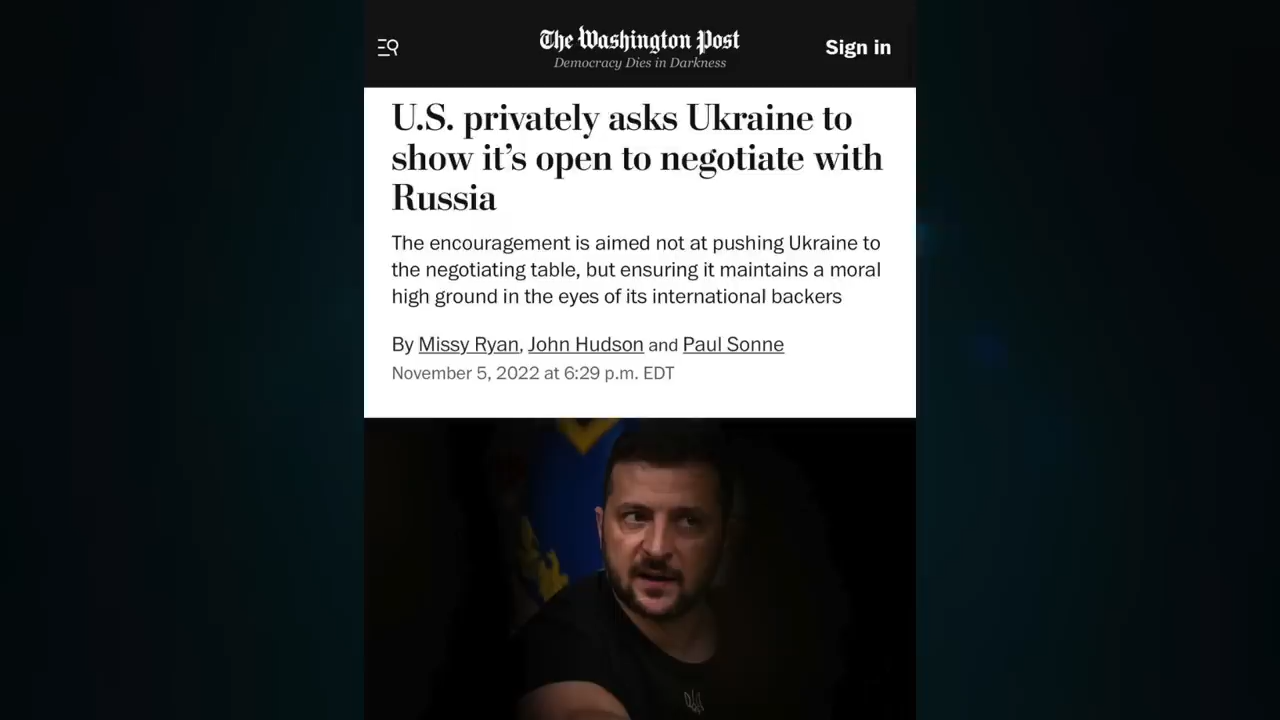 The Washington Post
Democracy Dies in Darkness
Sign in
U.S. privately asks Ukraine to
show it’s open to negotiate with
Russia
The encouragement is aimed not at pushing Ukraine to
the negotiating table, but ensuring it maintains a moral
high ground in the eyes of its international backers
By Missy Ryan, John Hudson and Paul Sonne
November 5, 2022 at 6:29 p.m. EDT